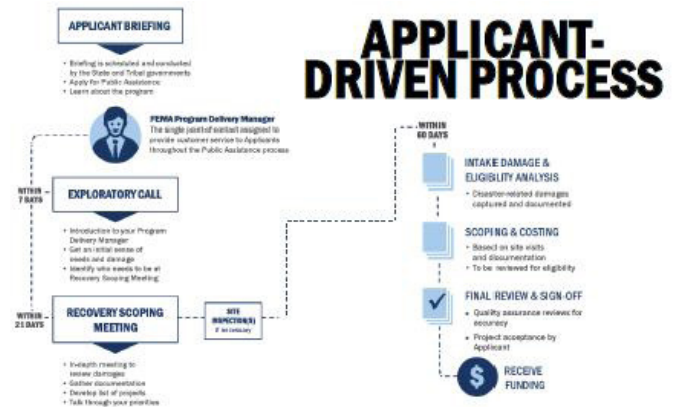 APPLICANT BRIEFING
• Briefing is scheduled and conducted
by the State and Tribal governments
• Apply for Public Assistance
• Learn about the program
FEMA Program Delivery Manager
The single point of contact assigned to
provide customer service to Applicants
throughout the Public Assistance process
WITHIN
7 DAYS
EXPLORATORY CALL
• Introduction to your Program
Delivery Manager
• Get an initial sense of
needs and damage
• Identify who needs to be at
Recovery Scoping Meeting
WITHIN
21 DAYS
RECOVERY SCOPING
MEETING
• In-depth meeting to
review damages
• Gather documentation
• Develop list of projects
• Talk through your priorities
SITE
INSPECTION(S)
if necessary
APPLICANT-
DRIVEN PROCESS
WITHIN
60 DAYS
INTAKE DAMAGE &
ELIGIBILITY ANALYSIS
• Disaster-related damages
captured and documented
SCOPING & COSTING
• Based on site visits
and documentation
• To be reviewed for eligibility
FINAL REVIEW & SIGN-OFF
• Quality assurance reviews for
accuracy
• Project acceptance by
Applicant
$
RECEIVE
FUNDING